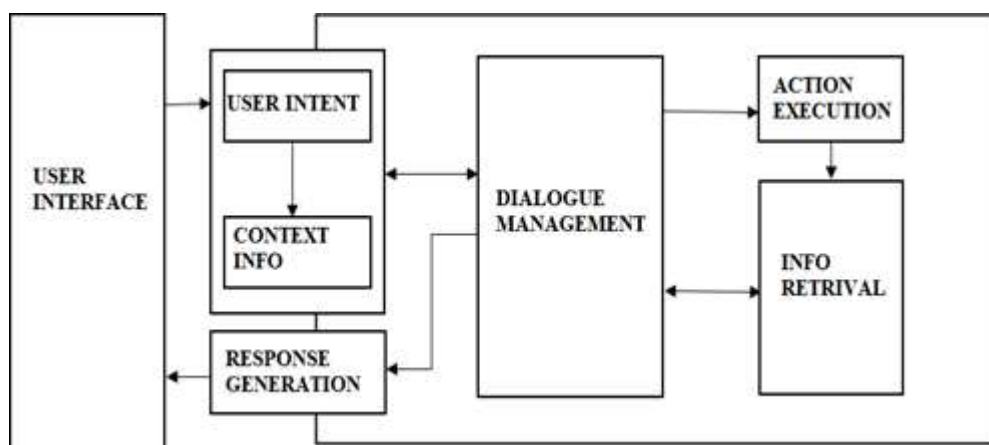 USER
INTERFACE
USER INTENT
CONTEXT
INFO
RESPONSE
GENERATION
DIALOGUE
MANAGEMENT
ACTION
EXECUTION
INFO
RETRIVAL